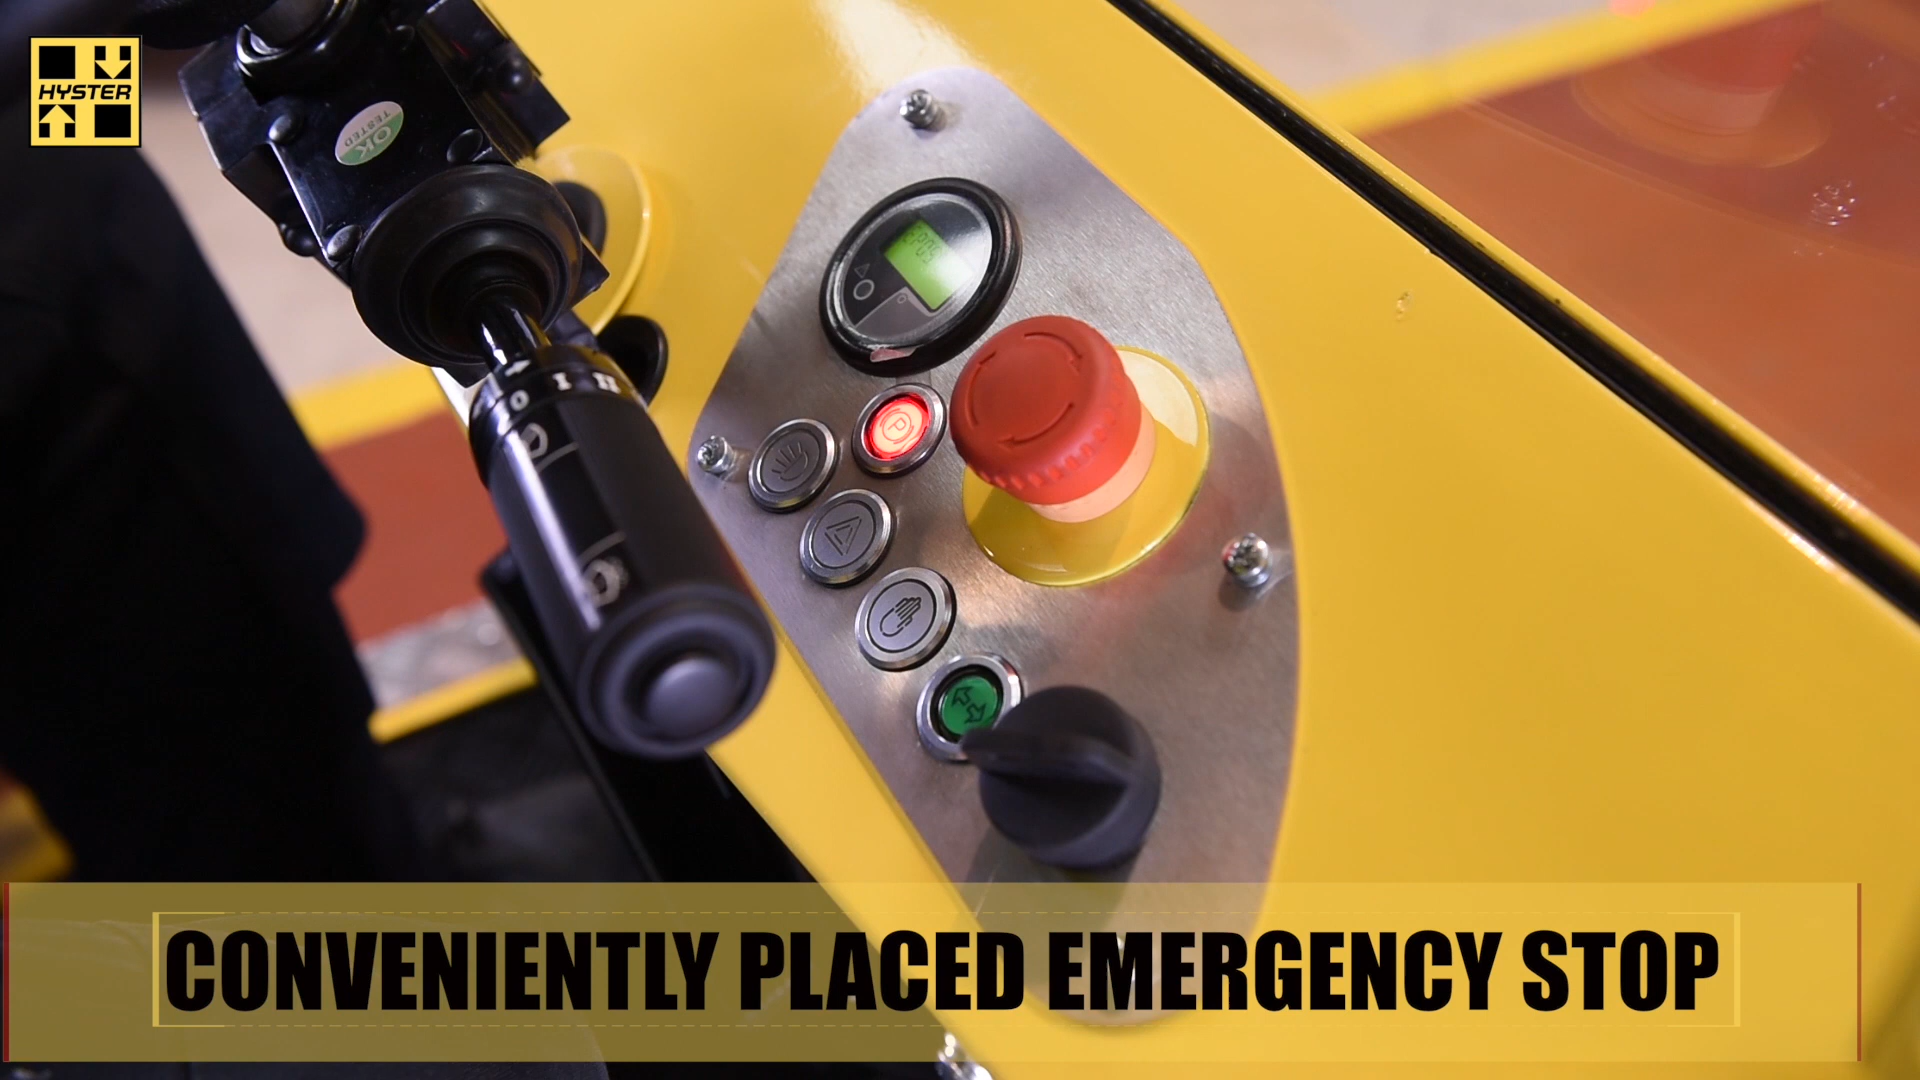 HYSTER
OK
TESTED
P
0 I II
CONVENIENTLY PLACED EMERGENCY STOP